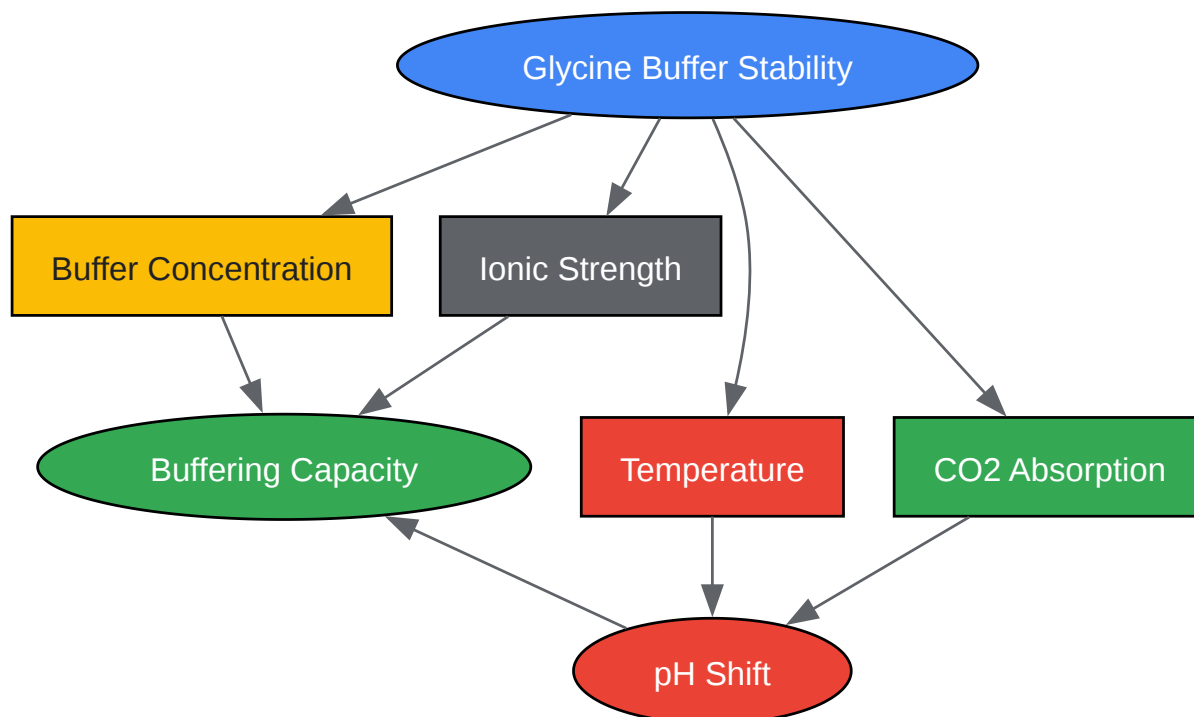 Glycine Buffer Stability
Buffer Concentration
Ionic Strength
Buffering Capacity
Temperature
CO2 Absorption
pH Shift